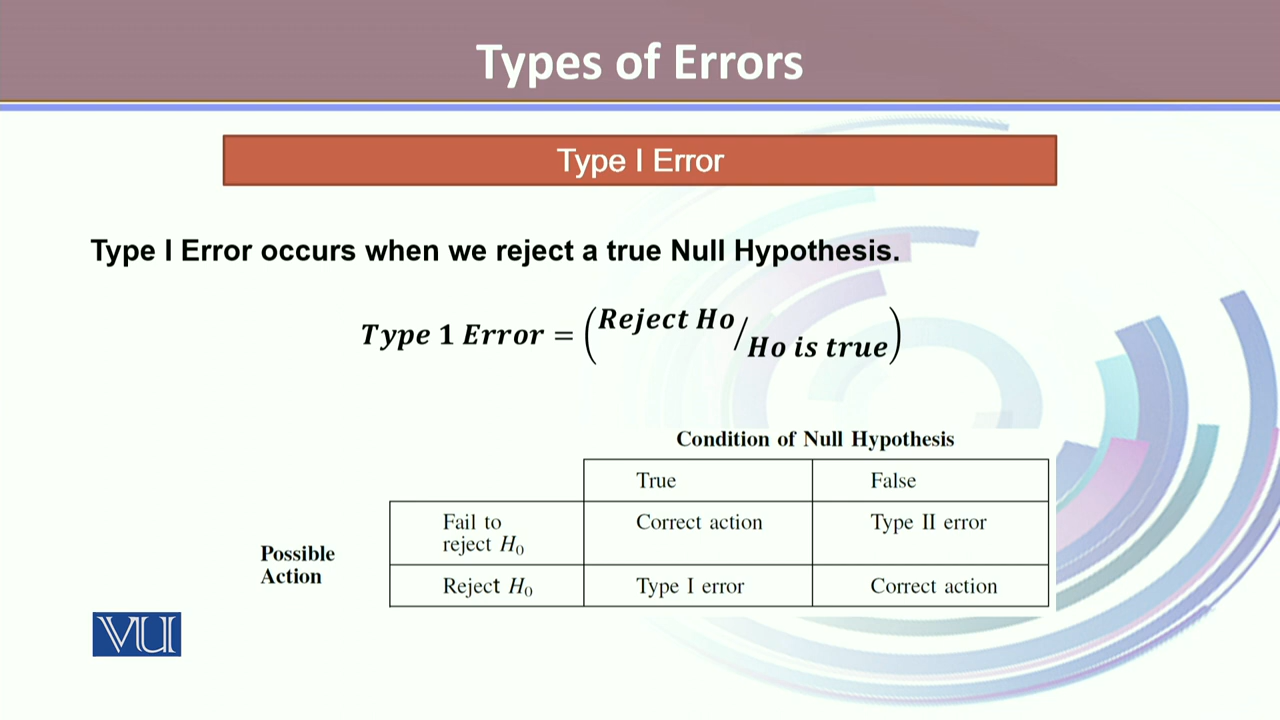 Types of Errors
Type I Error
Type I Error occurs when we reject a true Null Hypothesis.
Type 1 Error = (Reject Ho/Ho is true)
Condition of Null Hypothesis
True False
Fail to Correct action Type II error
reject H₀
Possible
Action
Reject H₀ Type I error Correct action
VU